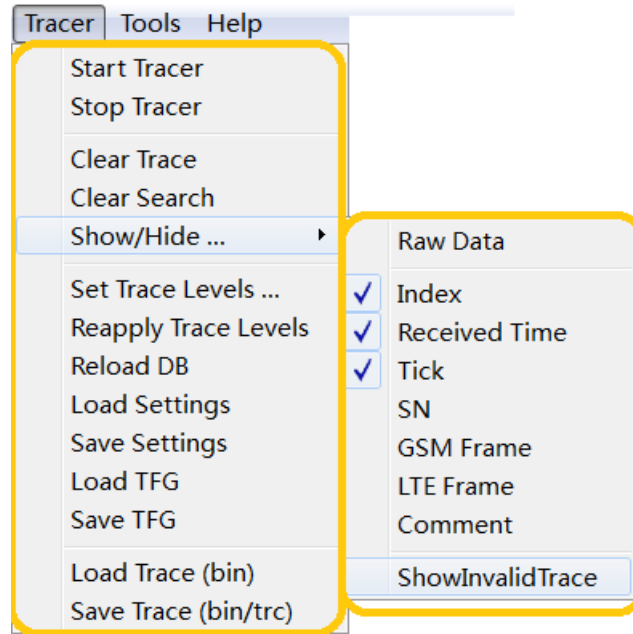 Tracer Tools Help
Start Tracer
Stop Tracer
Clear Trace
Clear Search
Show/Hide ...
Set Trace Levels ...
Reapply Trace Levels
Reload DB
Load Settings
Save Settings
Load TFG
Save TFG
Load Trace (bin)
Save Trace (bin/trc)
Raw Data
Index
Received Time
Tick
SN
GSM Frame
LTE Frame
Comment
ShowInvalidTrace